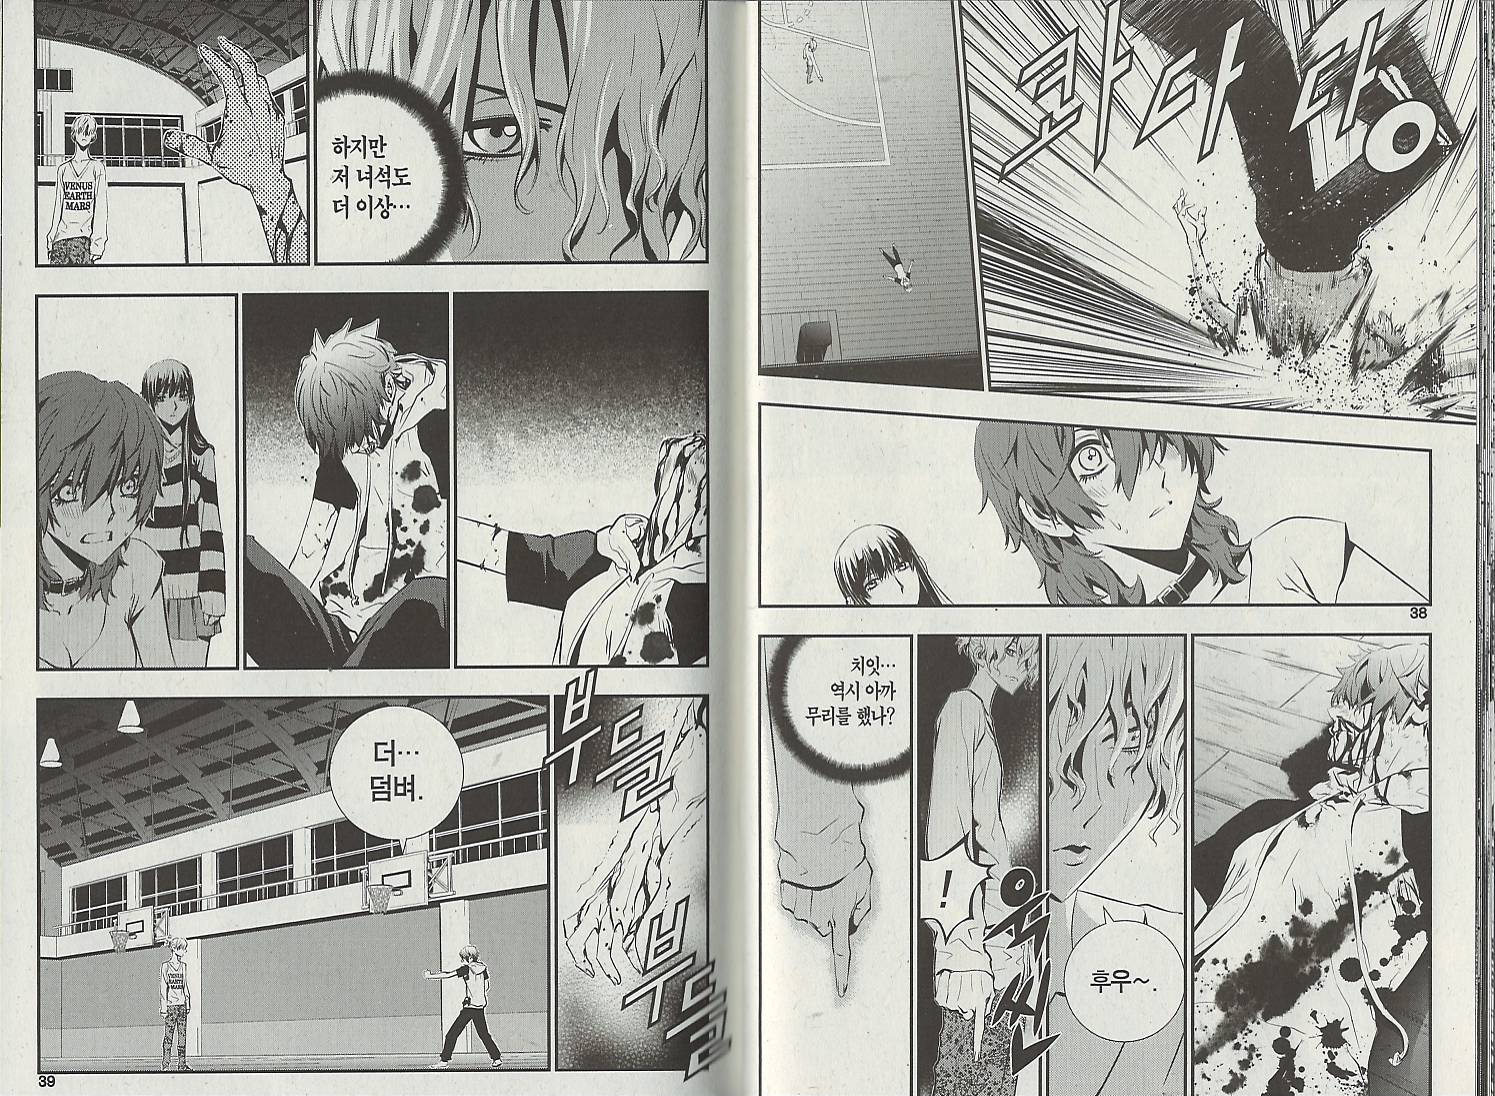 콰다당
38
후우~.
욱씬
!
치잇…
역시 아까
무리를 했나?
하지만
저 녀석도
더 이상…
VENUS
EARTH
MARS
부들
부들
더…
덤벼.
VENUS
EARTH
MARS
39